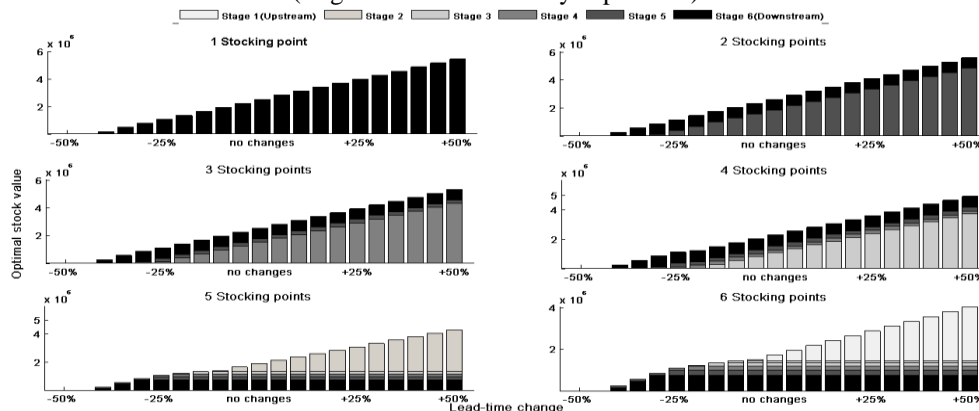 Stage 1(Upstream) Stage 2 Stage 3 Stage 4 Stage 5 Stage 6(Downstream)
1 Stocking point
x 10^6
6
4
2
-50% -25% no changes +25% +50%
2 Stocking points
x 10^6
6
4
2
-50% -25% no changes +25% +50%
3 Stocking points
x 10^6
6
4
2
-50% -25% no changes +25% +50%
4 Stocking points
x 10^6
5
4
2
-50% -25% no changes +25% +50%
Optimal stock value
5 Stocking points
x 10^6
5
4
2
-50% -25% no changes +25% +50%
6 Stocking points
x 10^6
4
2
-50% -25% no changes +25% +50%
Lead-time change